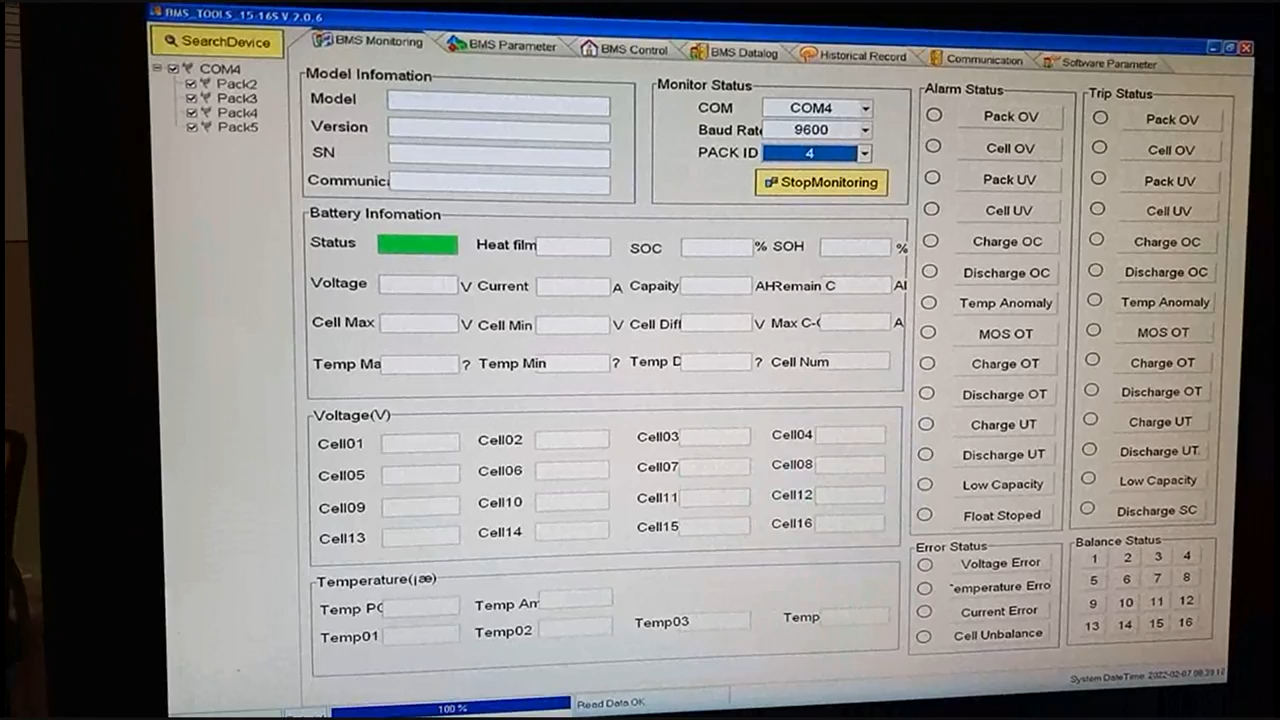 BMS_TOOLS_15-16S V 2.0.6
SearchDevice
BMS Monitoring
BMS Parameter
BMS Control
BMS Datalog
Historical Record
Communication
Software Parameter
COM4
Pack2
Pack3
Pack4
Pack5
Model Infomation
Model
Version
SN
Communic
Monitor Status
COM COM4
Baud Rat 9600
PACK ID 4
StopMonitoring
Battery Infomation
Status Heat film SOC % SOH %
Voltage V Current A Capaity AH Remain C
Cell Max V Cell Min V Cell Dif V Max C- A
Temp Ma ? Temp Min ? Temp D ? Cell Num
Voltage(V)
Cell01 Cell02 Cell03 Cell04
Cell05 Cell06 Cell07 Cell08
Cell09 Cell10 Cell11 Cell12
Cell13 Cell14 Cell15 Cell16
Temperature(¡æ)
Temp PC Temp An
Temp01 Temp02 Temp03 Temp
Alarm Status
Pack OV
Cell OV
Pack UV
Cell UV
Charge OC
Discharge OC
Temp Anomaly
MOS OT
Charge OT
Discharge OT
Charge UT
Discharge UT
Low Capacity
Float Stoped
Trip Status
Pack OV
Cell OV
Pack UV
Cell UV
Charge OC
Discharge OC
Temp Anomaly
MOS OT
Charge OT
Discharge OT
Charge UT
Discharge UT
Low Capacity
Discharge SC
Error Status
Voltage Error
Temperature Erro
Current Error
Cell Unbalance
Balance Status
1 2 3 4
5 6 7 8
9 10 11 12
13 14 15 16
100 %
Read Data OK
System DateTime: 2022-02-07